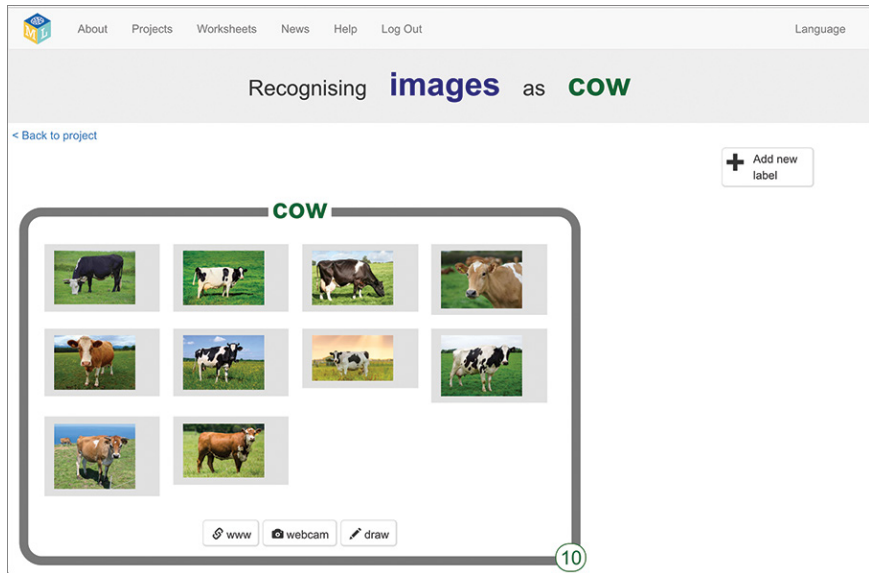 ML
About Projects Worksheets News Help Log Out Language
Recognising images as cow
< Back to project
Add new
label
cow
www webcam draw
10